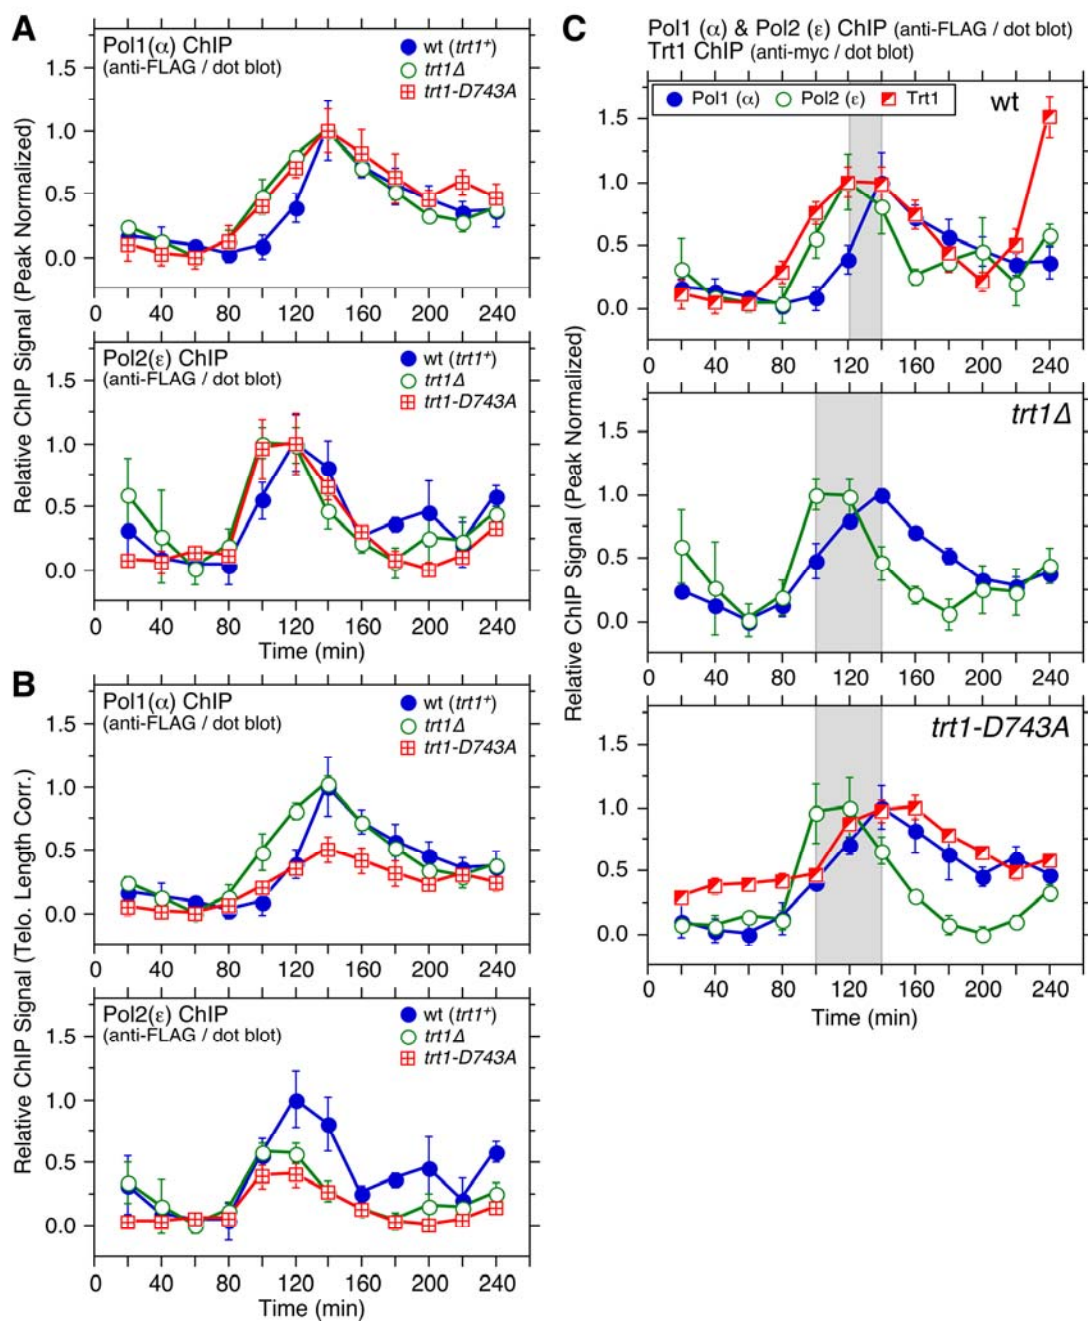 A
Pol1(α) ChIP
(anti-FLAG / dot blot)
wt (trt1+)
trt1Δ
trt1-D743A
1.5
1.0
0.5
0.0
0 40 80 120 160 200 240
Pol2(ε) ChIP
(anti-FLAG / dot blot)
wt (trt1+)
trt1Δ
trt1-D743A
1.5
1.0
0.5
0.0
0 40 80 120 160 200 240
Time (min)
Relative ChIP Signal (Peak Normalized)
B
Pol1(α) ChIP
(anti-FLAG / dot blot)
wt (trt1+)
trt1Δ
trt1-D743A
1.5
1.0
0.5
0.0
0 40 80 120 160 200 240
Pol2(ε) ChIP
(anti-FLAG / dot blot)
wt (trt1+)
trt1Δ
trt1-D743A
1.5
1.0
0.5
0.0
0 40 80 120 160 200 240
Time (min)
Relative ChIP Signal (Telo. Length Corr.)
C
Pol1 (α) & Pol2 (ε) ChIP (anti-FLAG / dot blot)
Trt1 ChIP (anti-myc / dot blot)
Pol1 (α) Pol2 (ε) Trt1
wt
1.5
1.0
0.5
0.0
0 40 80 120 160 200 240
trt1Δ
1.5
1.0
0.5
0.0
0 40 80 120 160 200 240
trt1-D743A
1.5
1.0
0.5
0.0
0 40 80 120 160 200 240
Time (min)
Relative ChIP Signal (Peak Normalized)